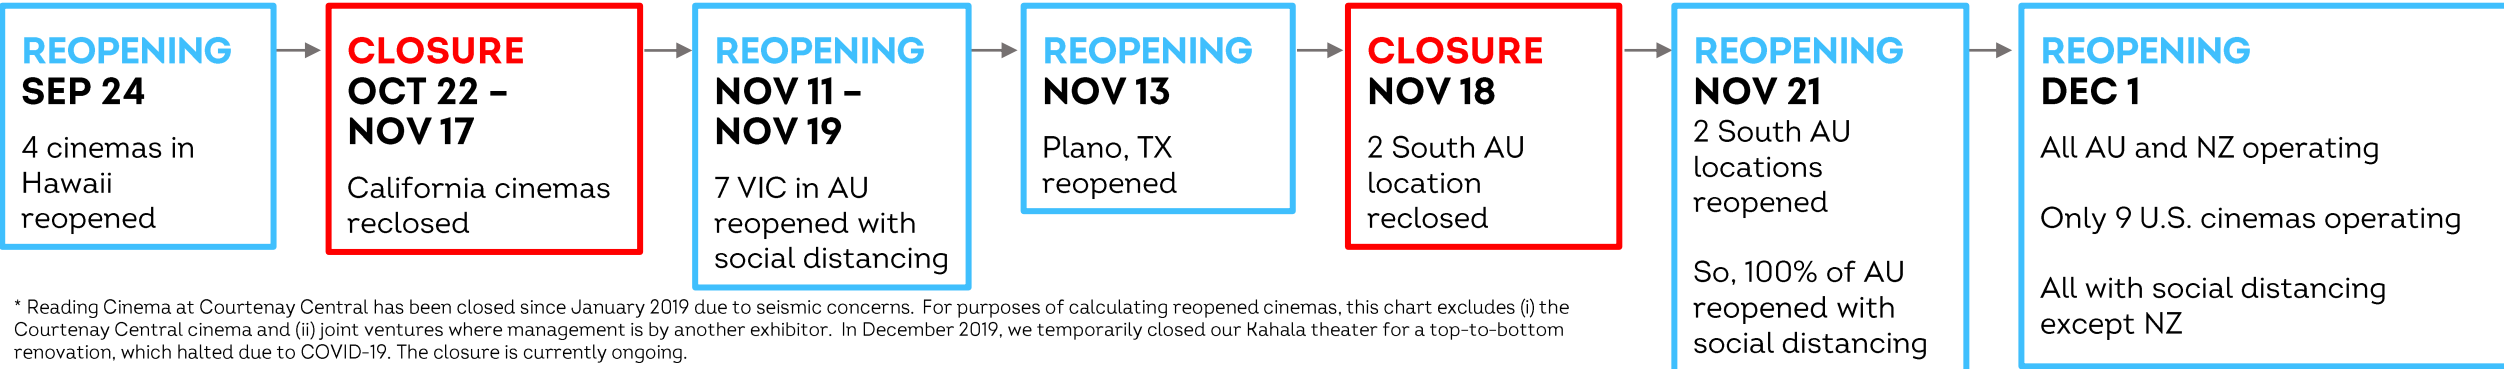 REOPENING
SEP 24
4 cinemas in
Hawaii
reopened
CLOSURE
OCT 22 –
NOV 17
California cinemas
reclosed
REOPENING
NOV 11 –
NOV 19
7 VIC in AU
reopened with
social distancing
REOPENING
NOV 13
Plano, TX
reopened
CLOSURE
NOV 18
2 South AU
location
reclosed
REOPENING
NOV 21
2 South AU
locations
reopened
So, 100% of AU
reopened with
social distancing
REOPENING
DEC 1
All AU and NZ operating
Only 9 U.S. cinemas operating
All with social distancing
except NZ
* Reading Cinema at Courtenay Central has been closed since January 2019 due to seismic concerns. For purposes of calculating reopened cinemas, this chart excludes (i) the
Courtenay Central cinema and (ii) joint ventures where management is by another exhibitor. In December 2019, we temporarily closed our Kahala theater for a top-to-bottom
renovation, which halted due to COVID-19. The closure is currently ongoing.